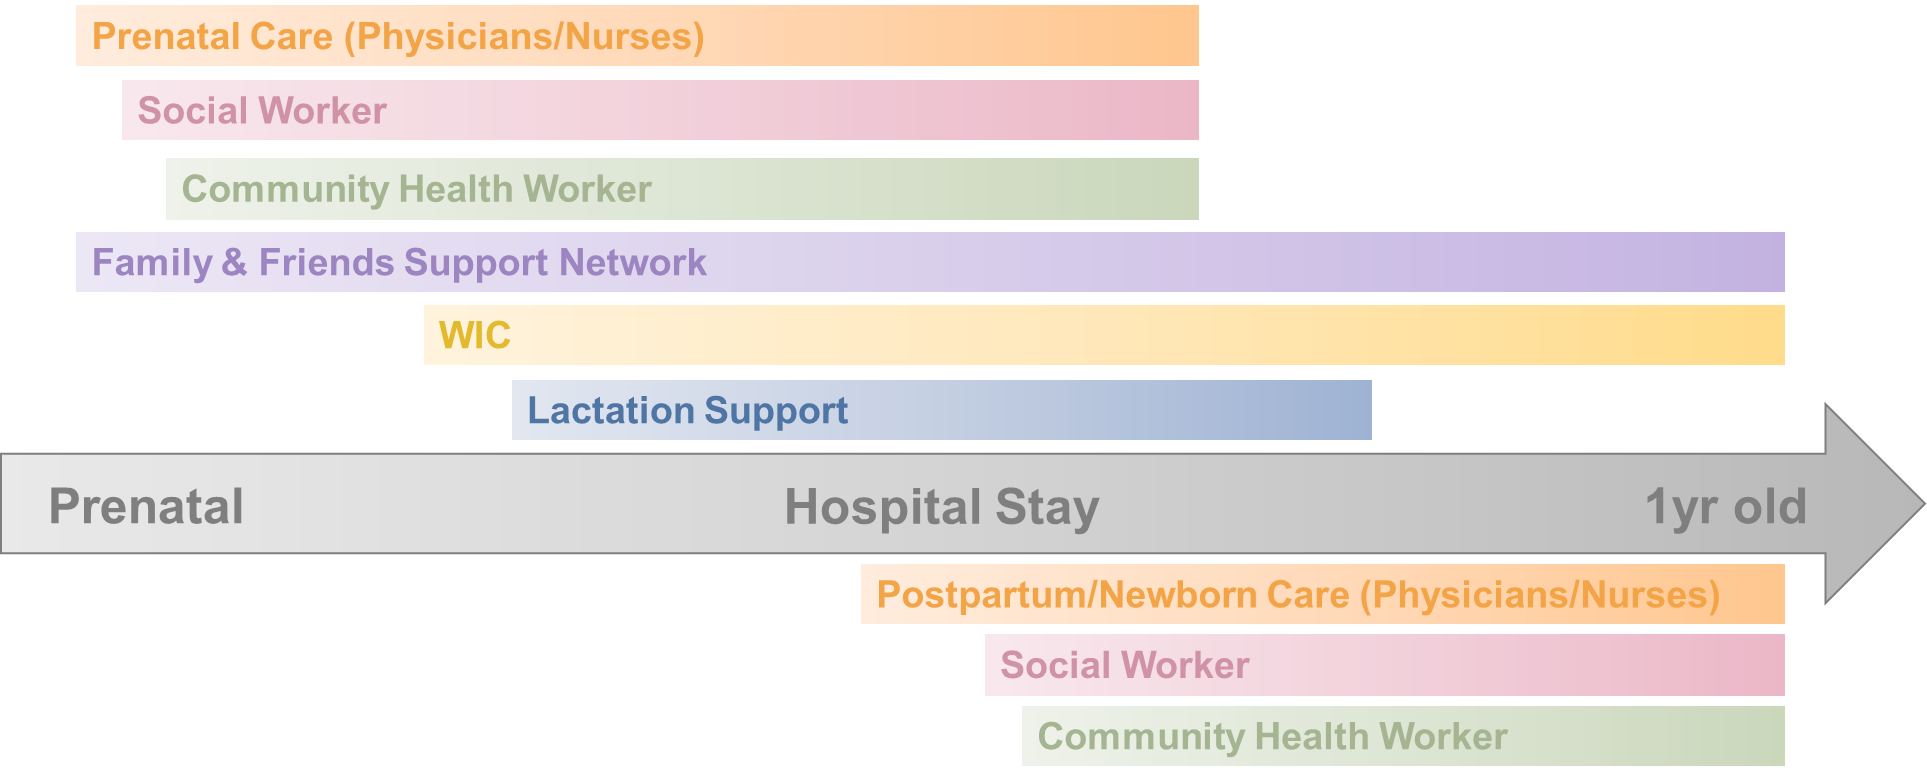 Prenatal Care (Physicians/Nurses)
Social Worker
Community Health Worker
Family & Friends Support Network
WIC
Lactation Support
Prenatal
Hospital Stay
1yr old
Postpartum/Newborn Care (Physicians/Nurses)
Social Worker
Community Health Worker